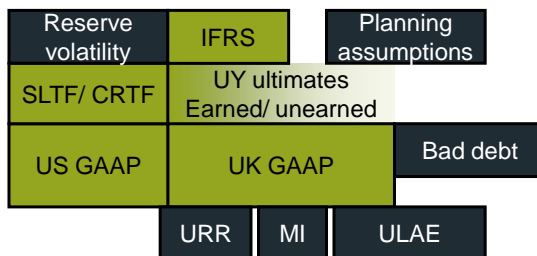 Reserve
volatility
IFRS
Planning
assumptions
SLTF/ CRTF
UY ultimates
Earned/ unearned
US GAAP
UK GAAP
Bad debt
URR
MI
ULAE